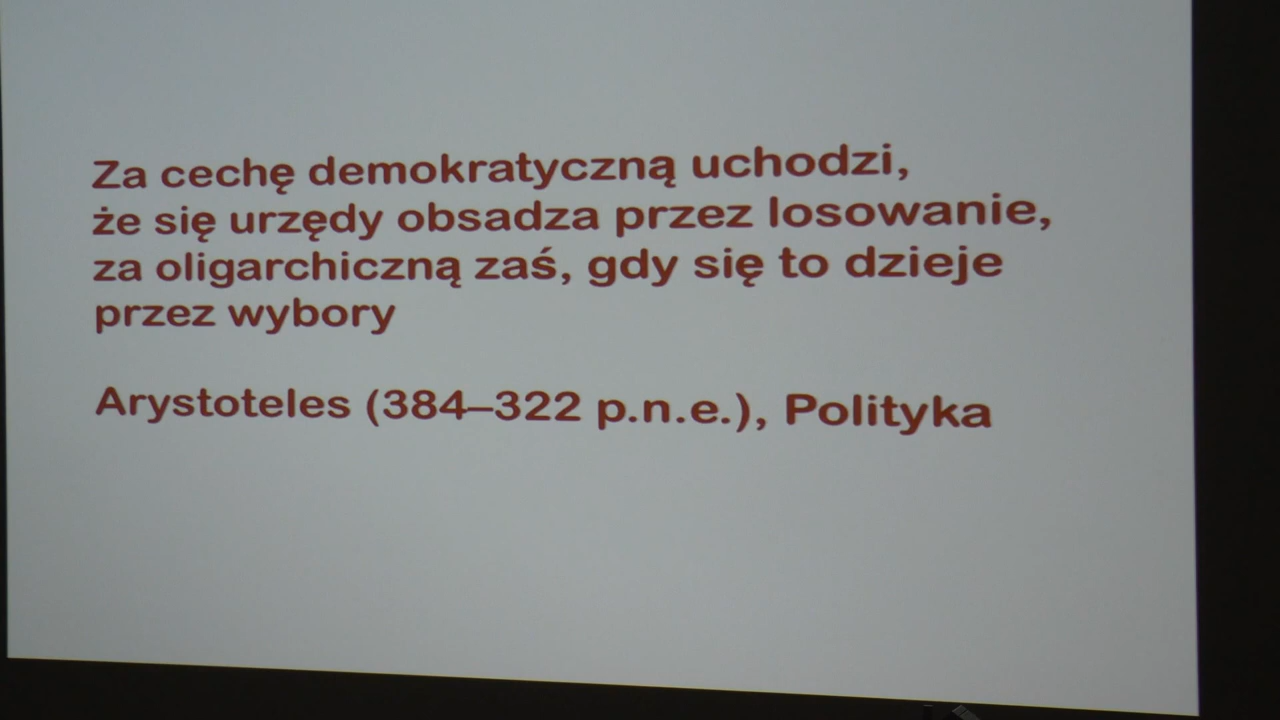 Za cechę demokratyczną uchodzi,
że się urzędy obsadza przez losowanie,
za oligarchiczną zaś, gdy się to dzieje
przez wybory
Arystoteles (384–322 p.n.e.), Polityka